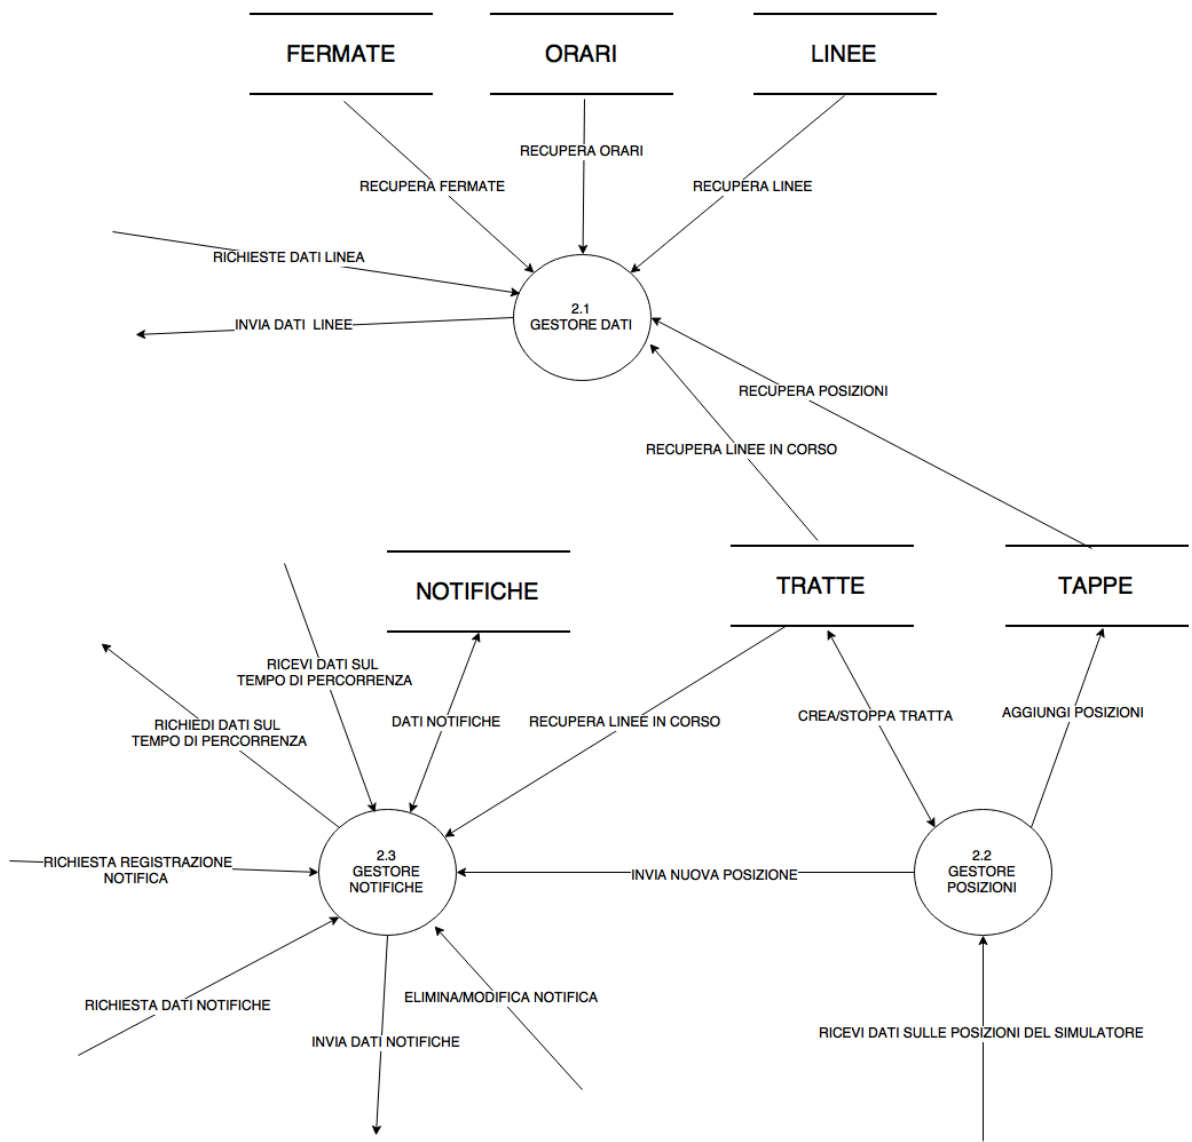 FERMATE
ORARI
LINEE
RECUPERA ORARI
RECUPERA FERMATE
RECUPERA LINEE
RICHIESTE DATI LINEA
2.1
GESTORE DATI
INVIA DATI LINEE
RECUPERA POSIZIONI
RECUPERA LINEE IN CORSO
NOTIFICHE
TRATTE
TAPPE
RICEVI DATI SUL
TEMPO DI PERCORRENZA
RICHIEDI DATI SUL
TEMPO DI PERCORRENZA
DATI NOTIFICHE
RECUPERA LINEE IN CORSO
CREA/STOPPA TRATTA
AGGIUNGI POSIZIONI
RICHIESTA REGISTRAZIONE
NOTIFICA
2.3
GESTORE
NOTIFICHE
INVIA NUOVA POSIZIONE
2.2
GESTORE
POSIZIONI
RICHIESTA DATI NOTIFICHE
ELIMINA/MODIFICA NOTIFICA
INVIA DATI NOTIFICHE
RICEVI DATI SULLE POSIZIONI DEL SIMULATORE